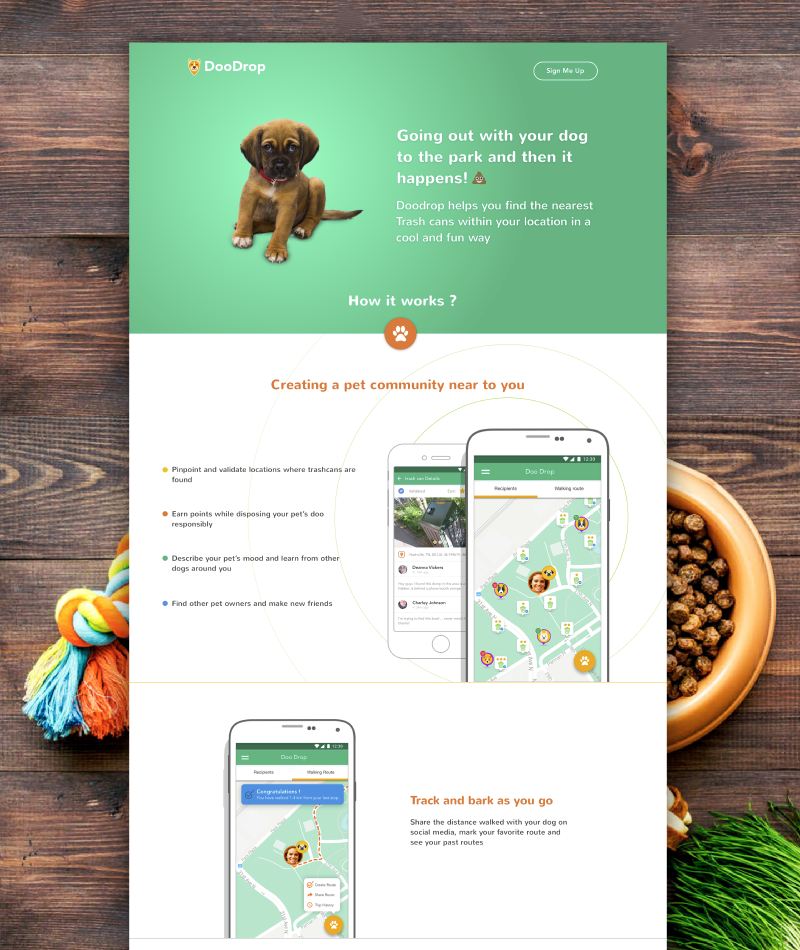 DooDrop
Sign Me Up
Going out with your dog
to the park and then it
happens!
Doodrop helps you find the nearest
Trash cans within your location in a
cool and fun way
How it works ?
Creating a pet community near to you
Pinpoint and validate locations where trashcans are
found
Earn points while disposing your pet's doo
responsibly
Describe your pet's mood and learn from other
dogs around you
Find other pet owners and make new friends
Trash can Details
Deanna Vickers
Charley Johnson
12:39
Doo Drop
Recipients Walking route
12:39
Doo Drop
Recipients Walking Route
Congratulations !
You have walked 1.4 km from your last stop
Create Route
Share Route
Trip History
Track and bark as you go
Share the distance walked with your dog on
social media, mark your favorite route and
see your past routes